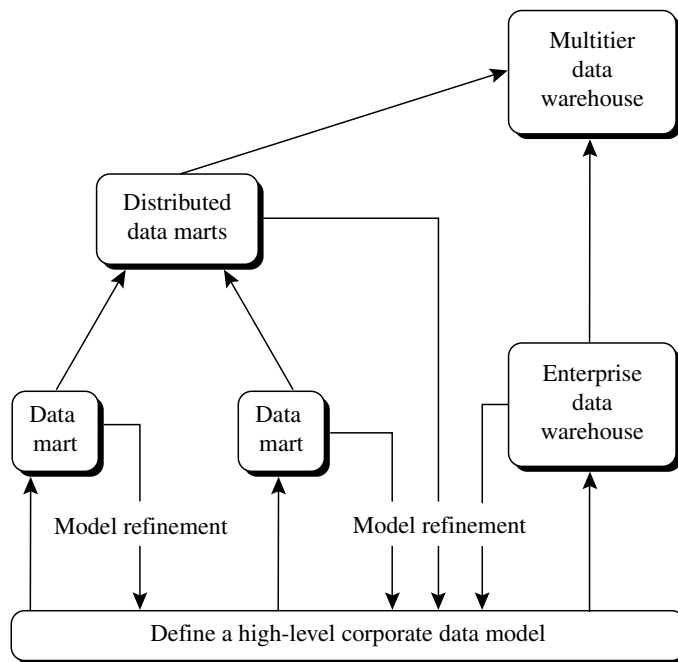 Multitier
data
warehouse
Distributed
data marts
Enterprise
data
warehouse
Data
mart
Data
mart
Model refinement
Model refinement
Define a high-level corporate data model